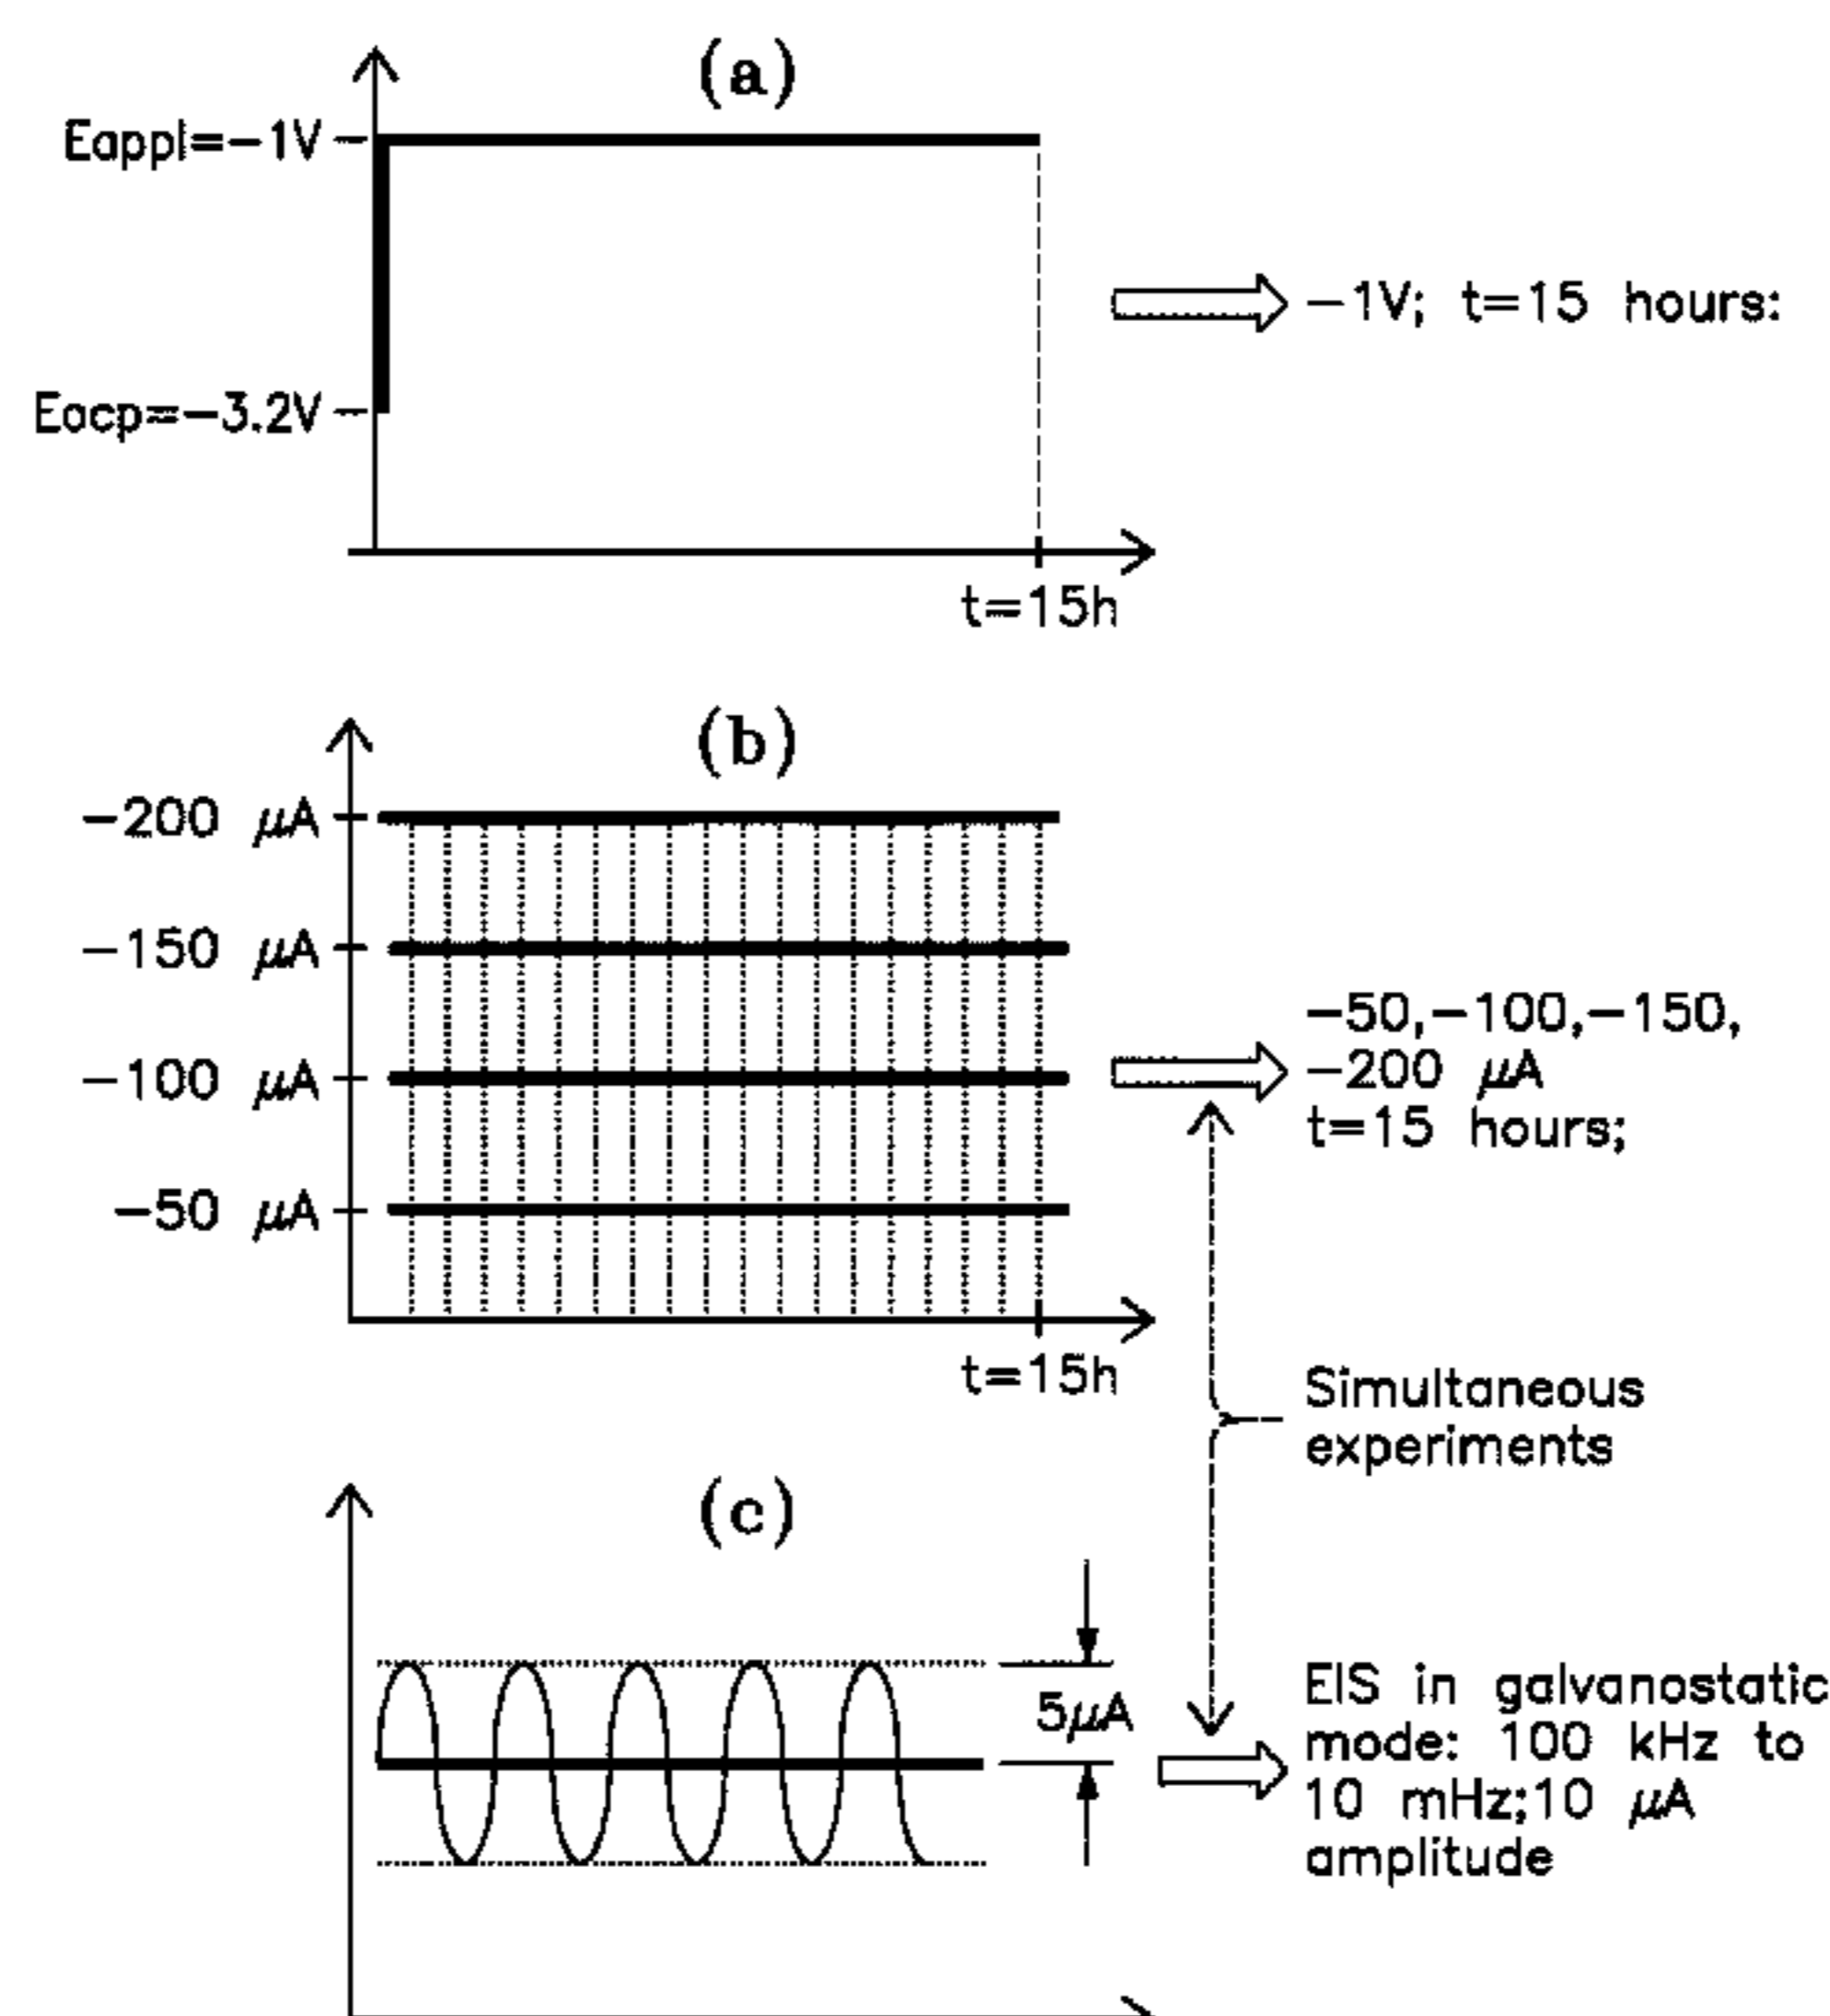 (a)
Eappl=-1V
-1V; t=15 hours:
Eocp=-3.2V
t=15h
(b)
-200 μA
-150 μA
-100 μA
-50 μA
-50,-100,-150,
-200 μA
t=15 hours;
t=15h
Simultaneous
experiments
(c)
5μA
EIS in galvanostatic
mode: 100 kHz to
10 mHz;10 μA
amplitude